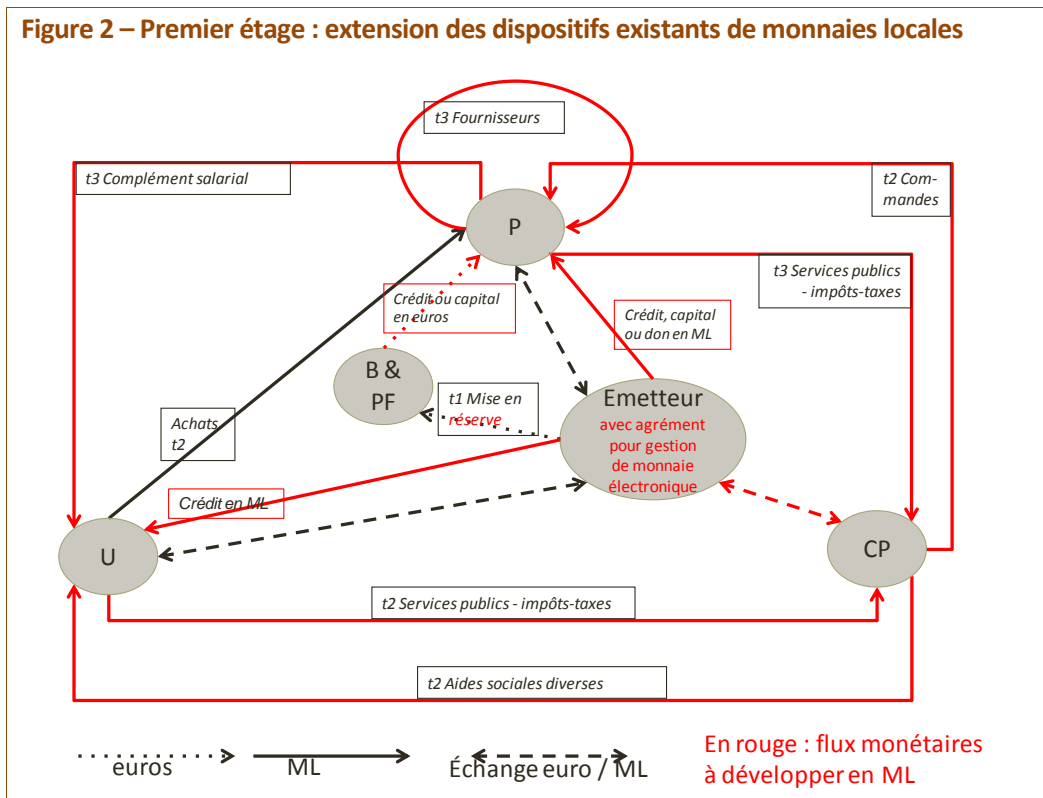 Figure 2 – Premier étage : extension des dispositifs existants de monnaies locales
t3 Fournisseurs
t3 Complément salarial
t2 Com-
mandes
P
t3 Services publics
- impôts-taxes
Crédit ou capital
en euros
Crédit, capital
ou don en ML
B &
PF
t1 Mise en
réserve
Emetteur
avec agrément
pour gestion
de monnaie
électronique
Achats
t2
Crédit en ML
U
CP
t2 Services publics - impôts-taxes
t2 Aides sociales diverses
euros
ML
Échange euro / ML
En rouge : flux monétaires
à développer en ML